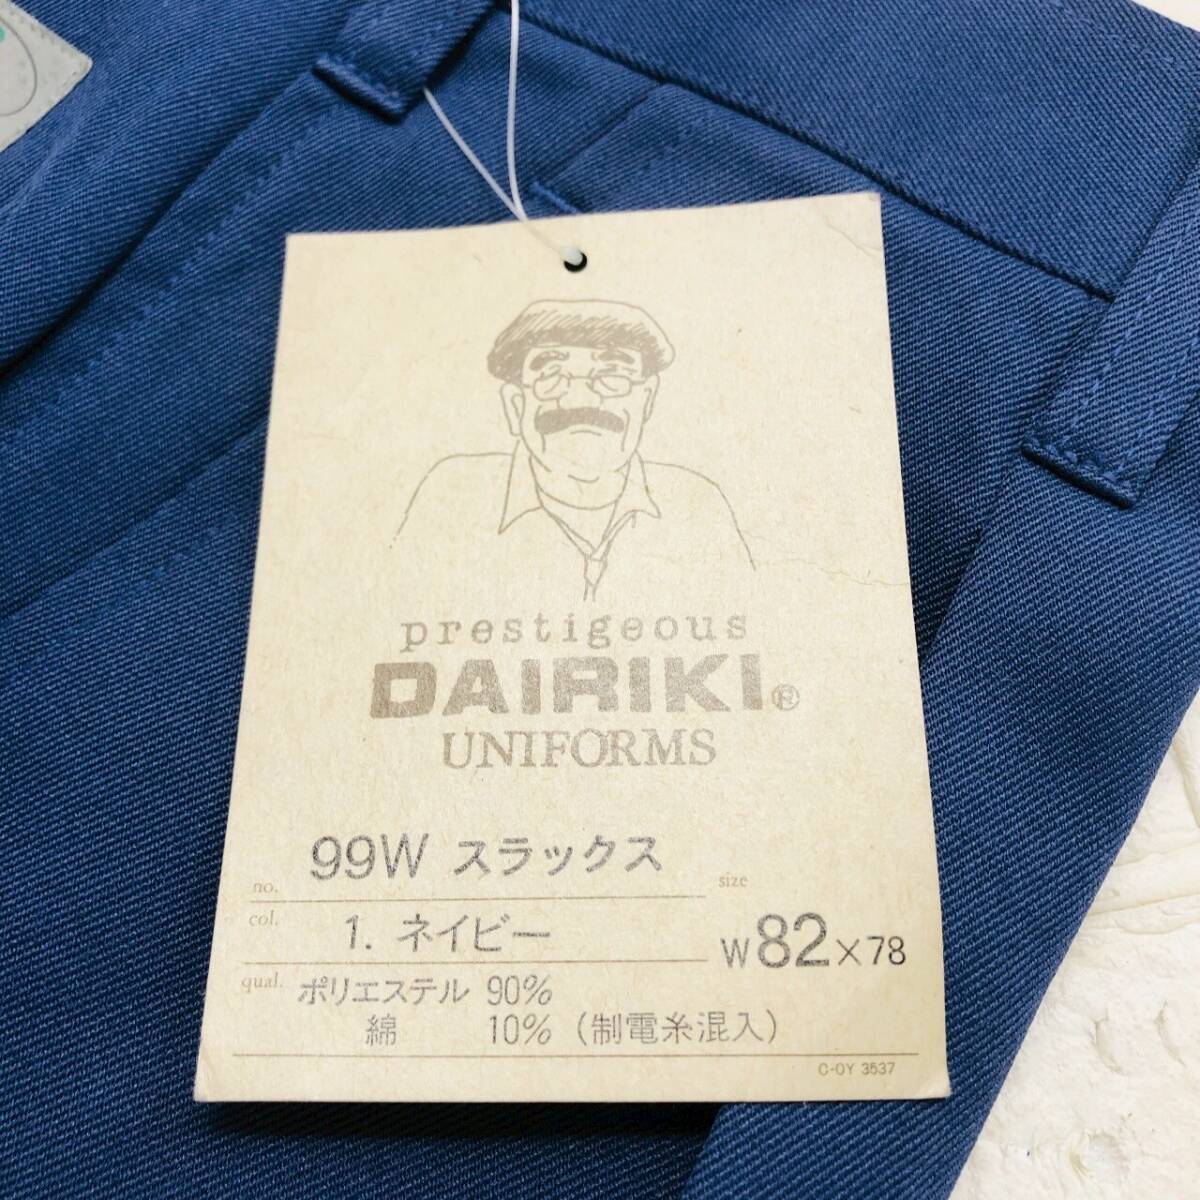 prestigeous
DAIRIKI®
UNIFORMS
no. 99W スラックス
col. 1. ネイビー
size
W82×78
qual. ポリエステル 90%
綿 10% (制電糸混入)
C-OY 3537